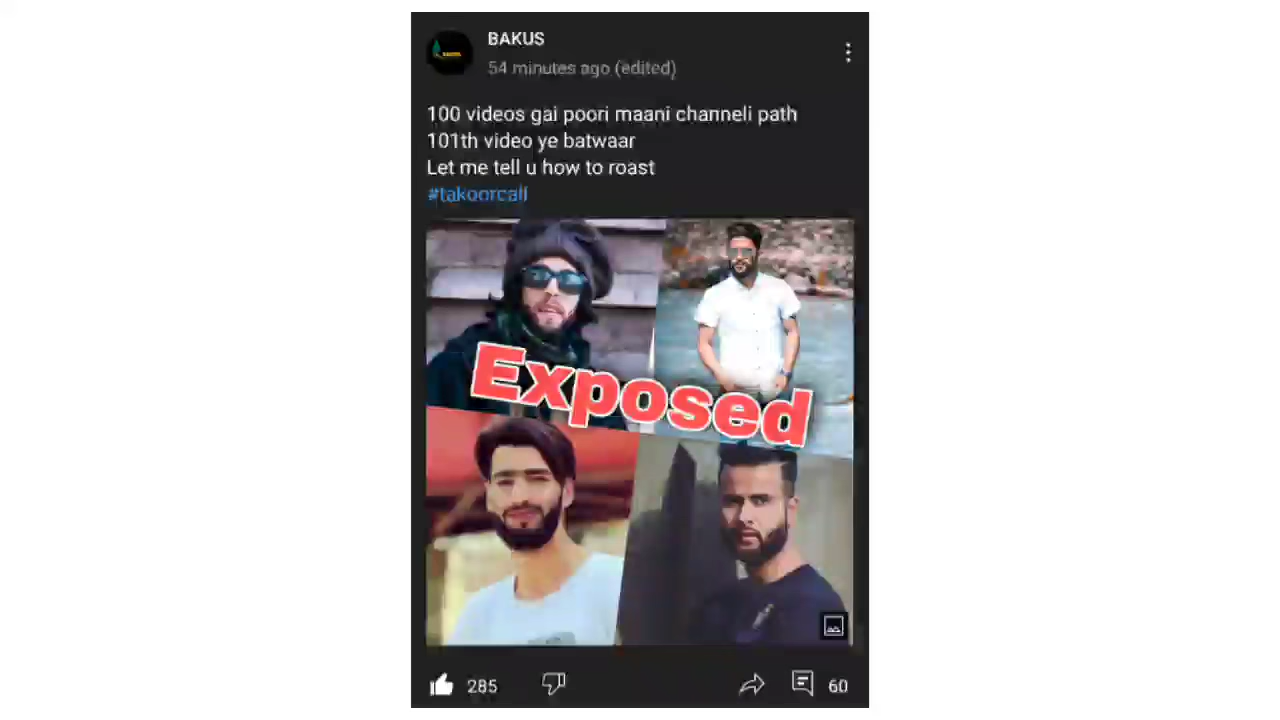 BAKUS
54 minutes ago (edited)
100 videos gai poori maani channeli path
101th video ye batwaar
Let me tell u how to roast
#takoorcall
Exposed
285
60